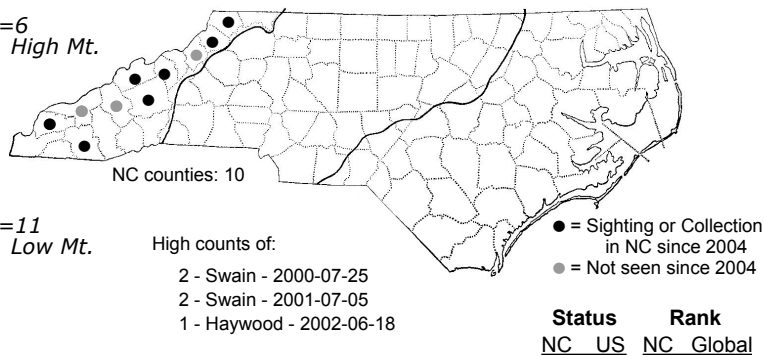 =6
High Mt.
NC counties: 10
=11
Low Mt.
High counts of:
2 - Swain - 2000-07-25
2 - Swain - 2001-07-05
1 - Haywood - 2002-06-18
● = Sighting or Collection
in NC since 2004
● = Not seen since 2004
Status Rank
NC US NC Global